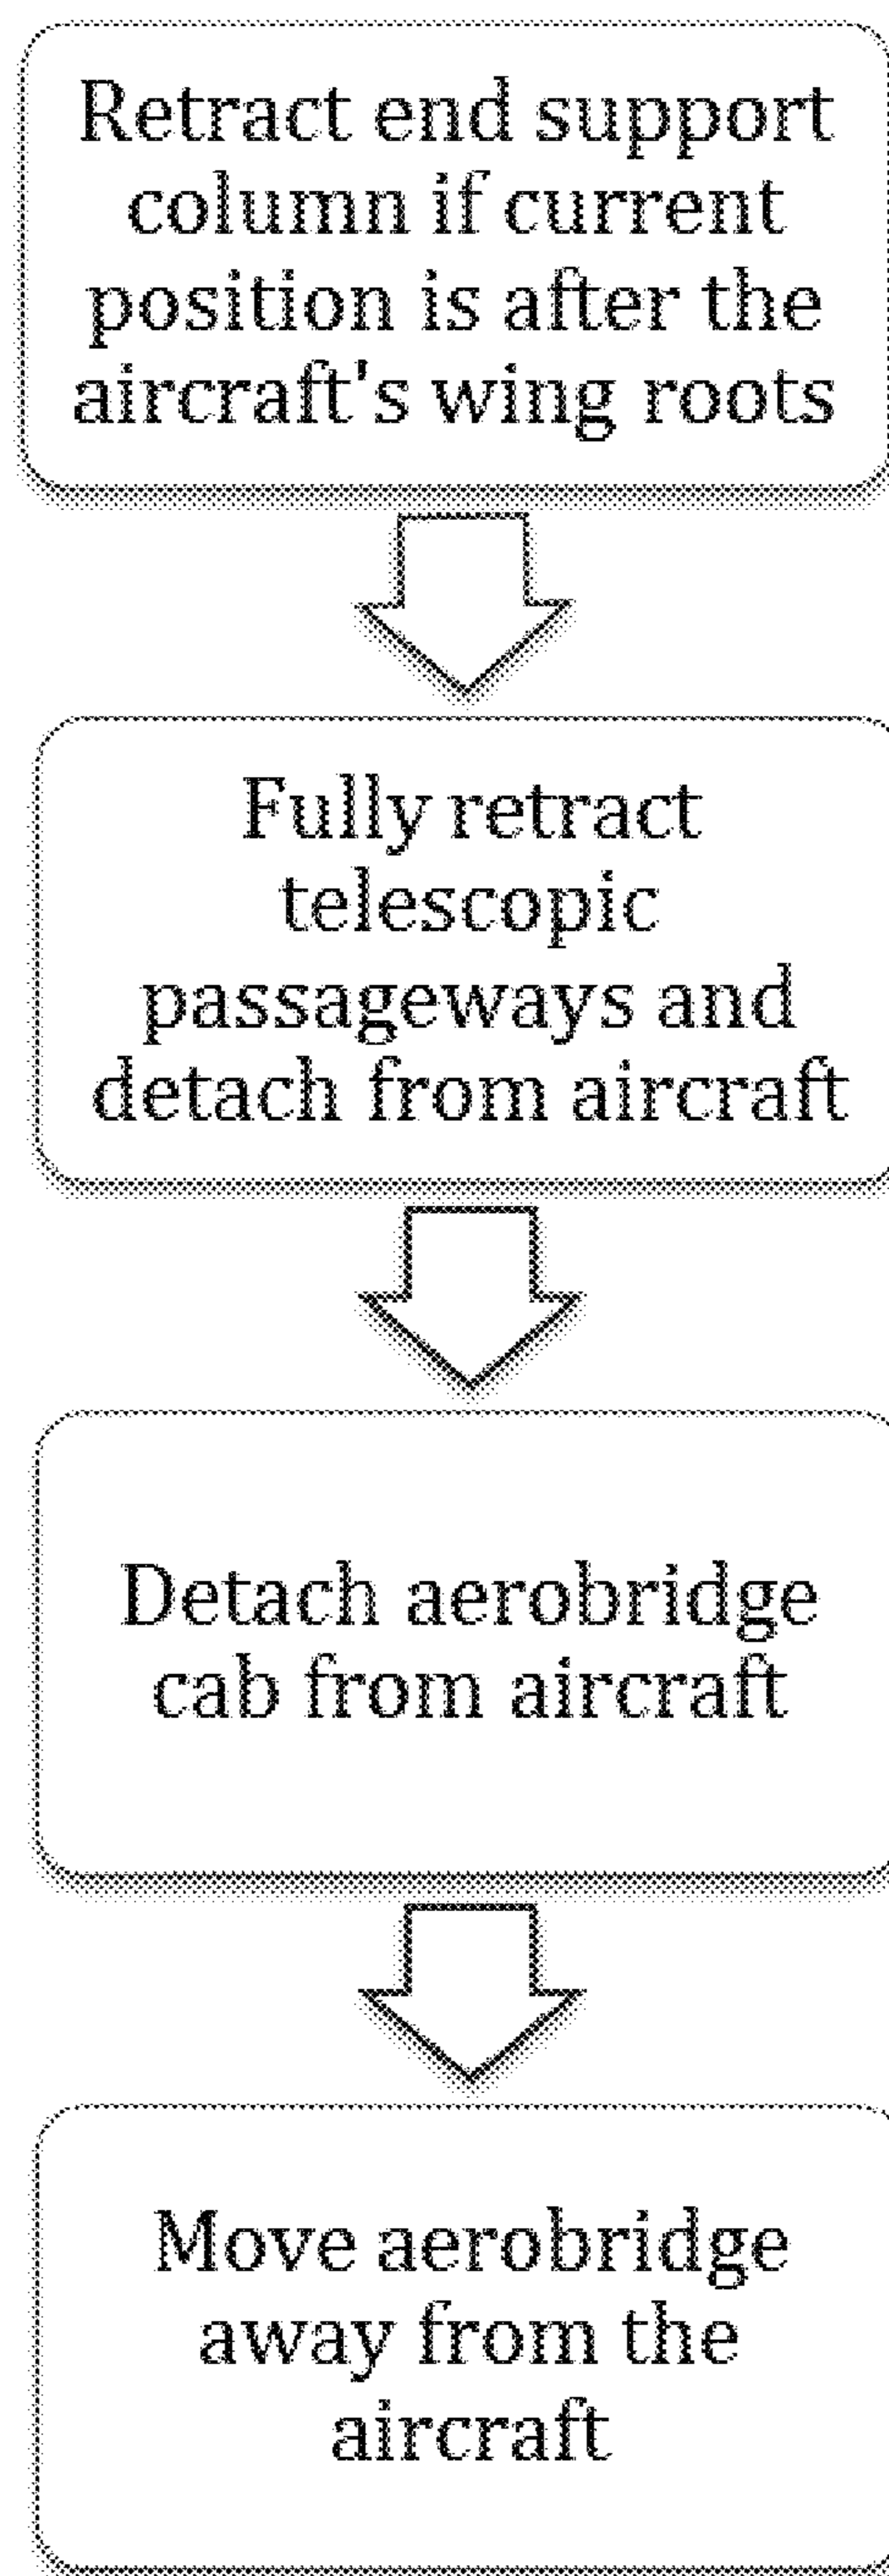 Retract end support
column if current
position is after the
aircraft's wing roots
Fully retract
telescopic
passageways and
detach from aircraft
Detach aerobridge
cab from aircraft
Move aerobridge
away from the
aircraft